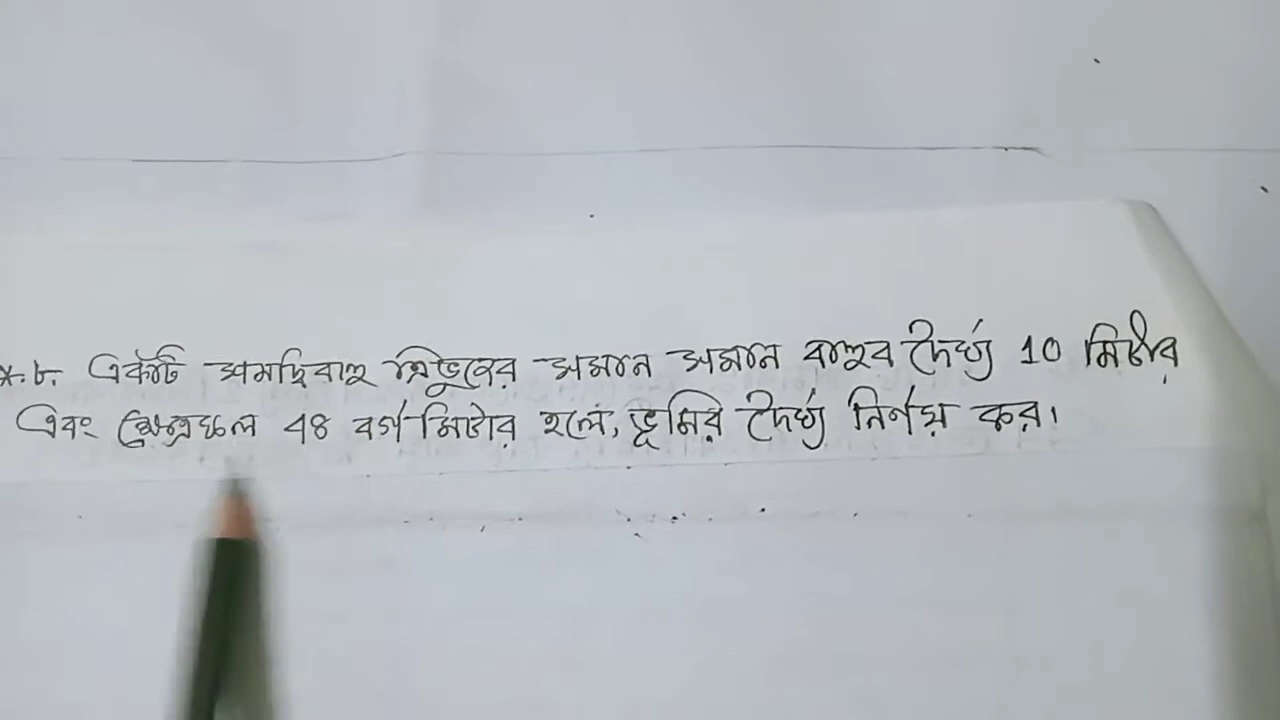 *.৮. একটি সমদ্বিবাহু ত্রিভুজের সমান সমান বাহুর দৈর্ঘ্য 10 মিটার
এবং ক্ষেত্রফল 48 বর্গমিটার হলে, ভূমির দৈর্ঘ্য নির্ণয় কর।